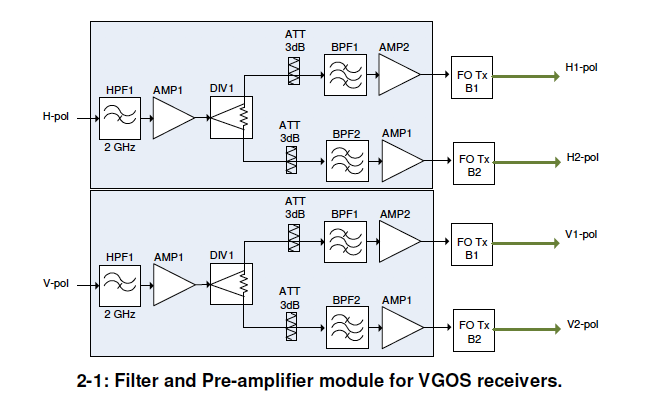 ATT
3dB
BPF1
AMP2
H1-pol
FO Tx
B1
HPF1
AMP1
DIV1
H-pol
2 GHz
ATT
3dB
BPF2
AMP1
FO Tx
B2
H2-pol
ATT
3dB
BPF1
AMP2
V1-pol
FO Tx
B1
HPF1
AMP1
DIV1
V-pol
2 GHz
ATT
3dB
BPF2
AMP1
FO Tx
B2
V2-pol
2-1: Filter and Pre-amplifier module for VGOS receivers.